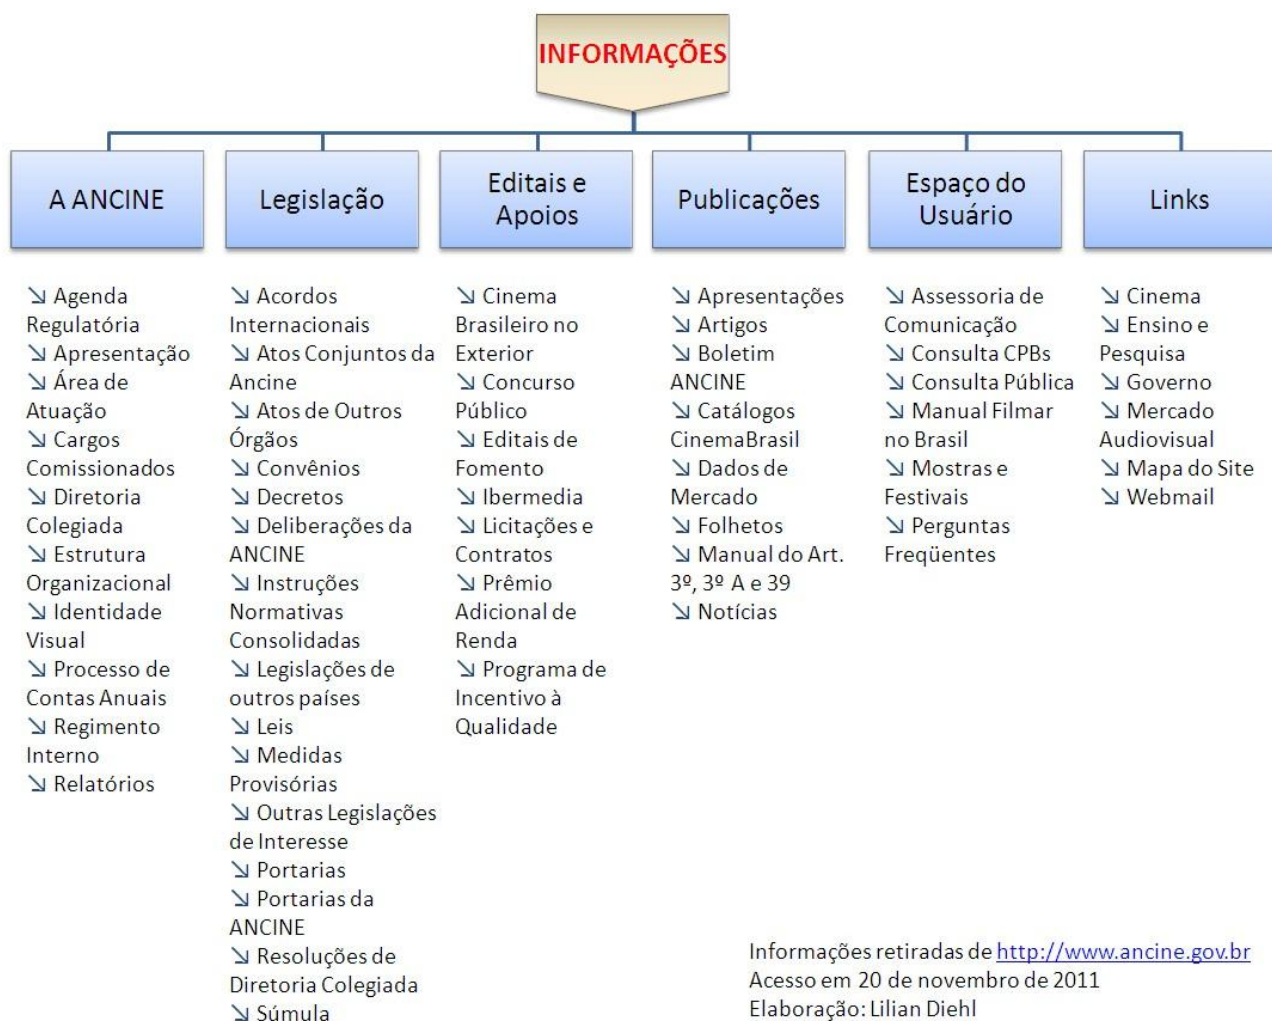 INFORMAÇÕES
A ANCINE
↘ Agenda
Regulatória
↘ Apresentação
↘ Área de
Atuação
↘ Cargos
Comissionados
↘ Diretoria
Colegiada
↘ Estrutura
Organizacional
↘ Identidade
Visual
↘ Processo de
Contas Anuais
↘ Regimento
Interno
↘ Relatórios
Legislação
↘ Acordos
Internacionais
↘ Atos Conjuntos da
Ancine
↘ Atos de Outros
Órgãos
↘ Convênios
↘ Decretos
↘ Deliberações da
ANCINE
↘ Instruções
Normativas
Consolidadas
↘ Legislações de
outros países
↘ Leis
↘ Medidas
Provisórias
↘ Outras Legislações
de Interesse
↘ Portarias
↘ Portarias da
ANCINE
↘ Resoluções de
Diretoria Colegiada
↘ Súmula
Editais e
Apoios
↘ Cinema
Brasileiro no
Exterior
↘ Concurso
Público
↘ Editais de
Fomento
↘ Ibermedia
↘ Licitações e
Contratos
↘ Prêmio
Adicional de
Renda
↘ Programa de
Incentivo à
Qualidade
Publicações
↘ Apresentações
↘ Artigos
↘ Boletim
ANCINE
↘ Catálogos
CinemaBrasil
↘ Dados de
Mercado
↘ Folhetos
↘ Manual do Art.
3º, 3º A e 39
↘ Notícias
Espaço do
Usuário
↘ Assessoria de
Comunicação
↘ Consulta CPBs
↘ Consulta Pública
↘ Manual Filmar
no Brasil
↘ Mostras e
Festivais
↘ Perguntas
Freqüentes
Links
↘ Cinema
↘ Ensino e
Pesquisa
↘ Governo
↘ Mercado
Audiovisual
↘ Mapa do Site
↘ Webmail
Informações retiradas de http://www.ancine.gov.br
Acesso em 20 de novembro de 2011
Elaboração: Lilian Diehl